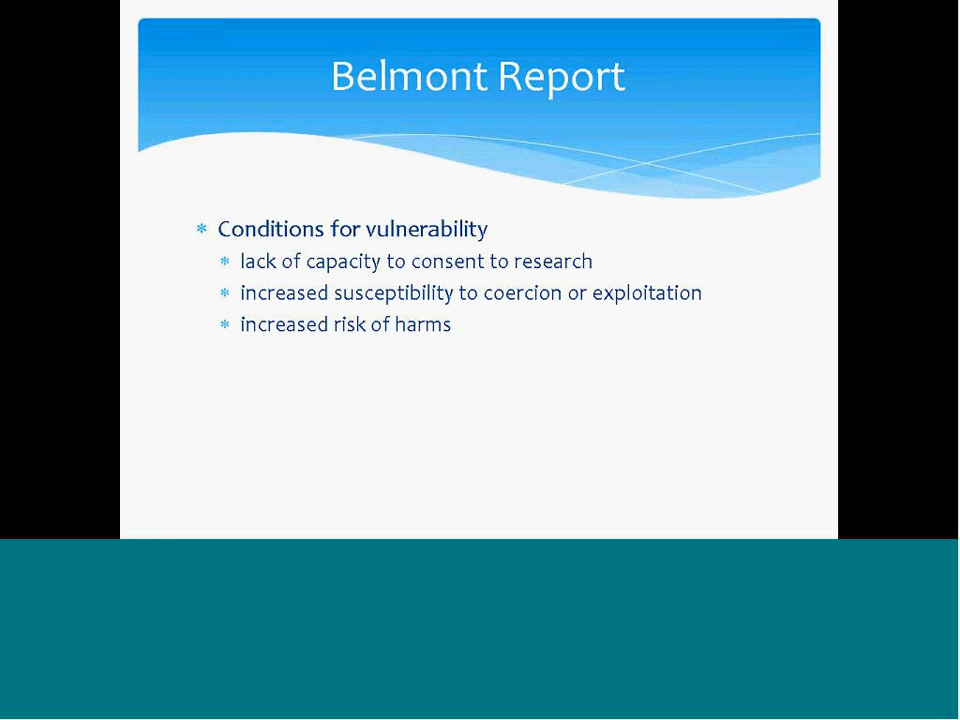 Belmont Report
* Conditions for vulnerability
* lack of capacity to consent to research
* increased susceptibility to coercion or exploitation
* increased risk of harms